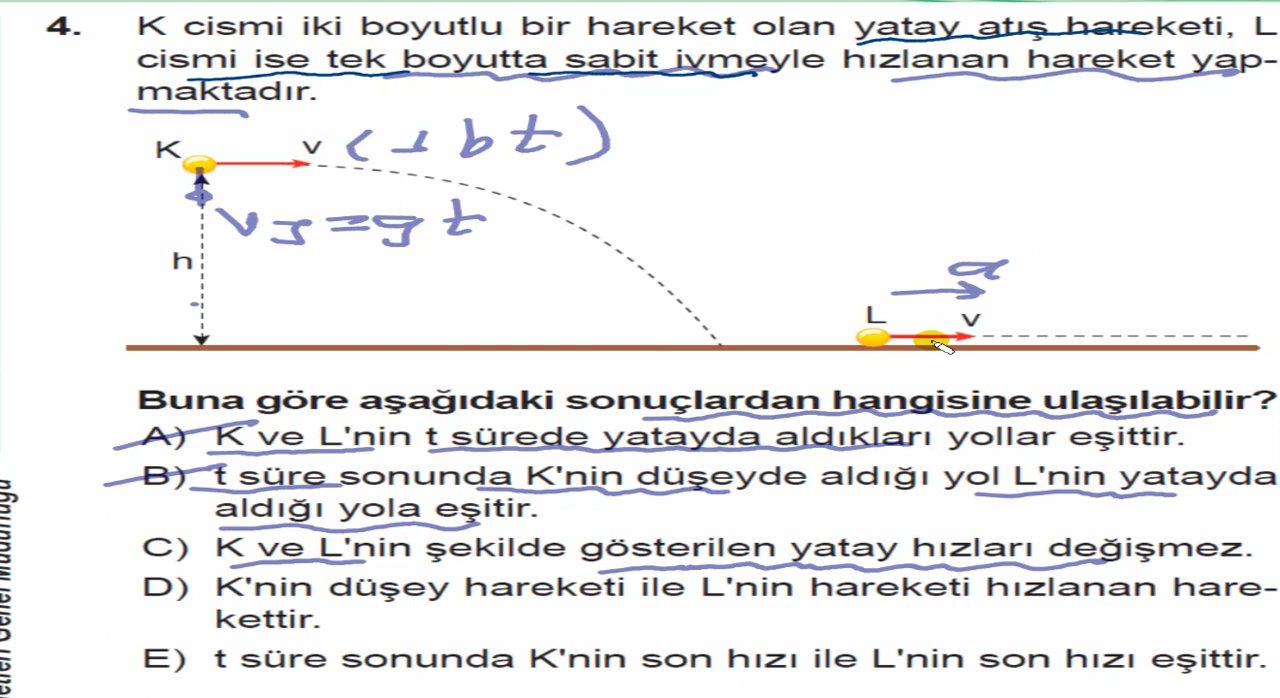 4. K cismi iki boyutlu bir hareket olan yatay atış hareketi, L
cismi ise tek boyutta sabit ivmeyle hızlanan hareket yap-
maktadır.
K
v
h
L
a
v
Buna göre aşağıdaki sonuçlardan hangisine ulaşılabilir?
A) K ve L'nin t sürede yatayda aldıkları yollar eşittir.
B) t süre sonunda K'nin düşeyde aldığı yol L'nin yatayda
aldığı yola eşitir.
C) K ve L'nin şekilde gösterilen yatay hızları değişmez.
D) K'nin düşey hareketi ile L'nin hareketi hızlanan hare-
kettir.
E) t süre sonunda K'nin son hızı ile L'nin son hızı eşittir.